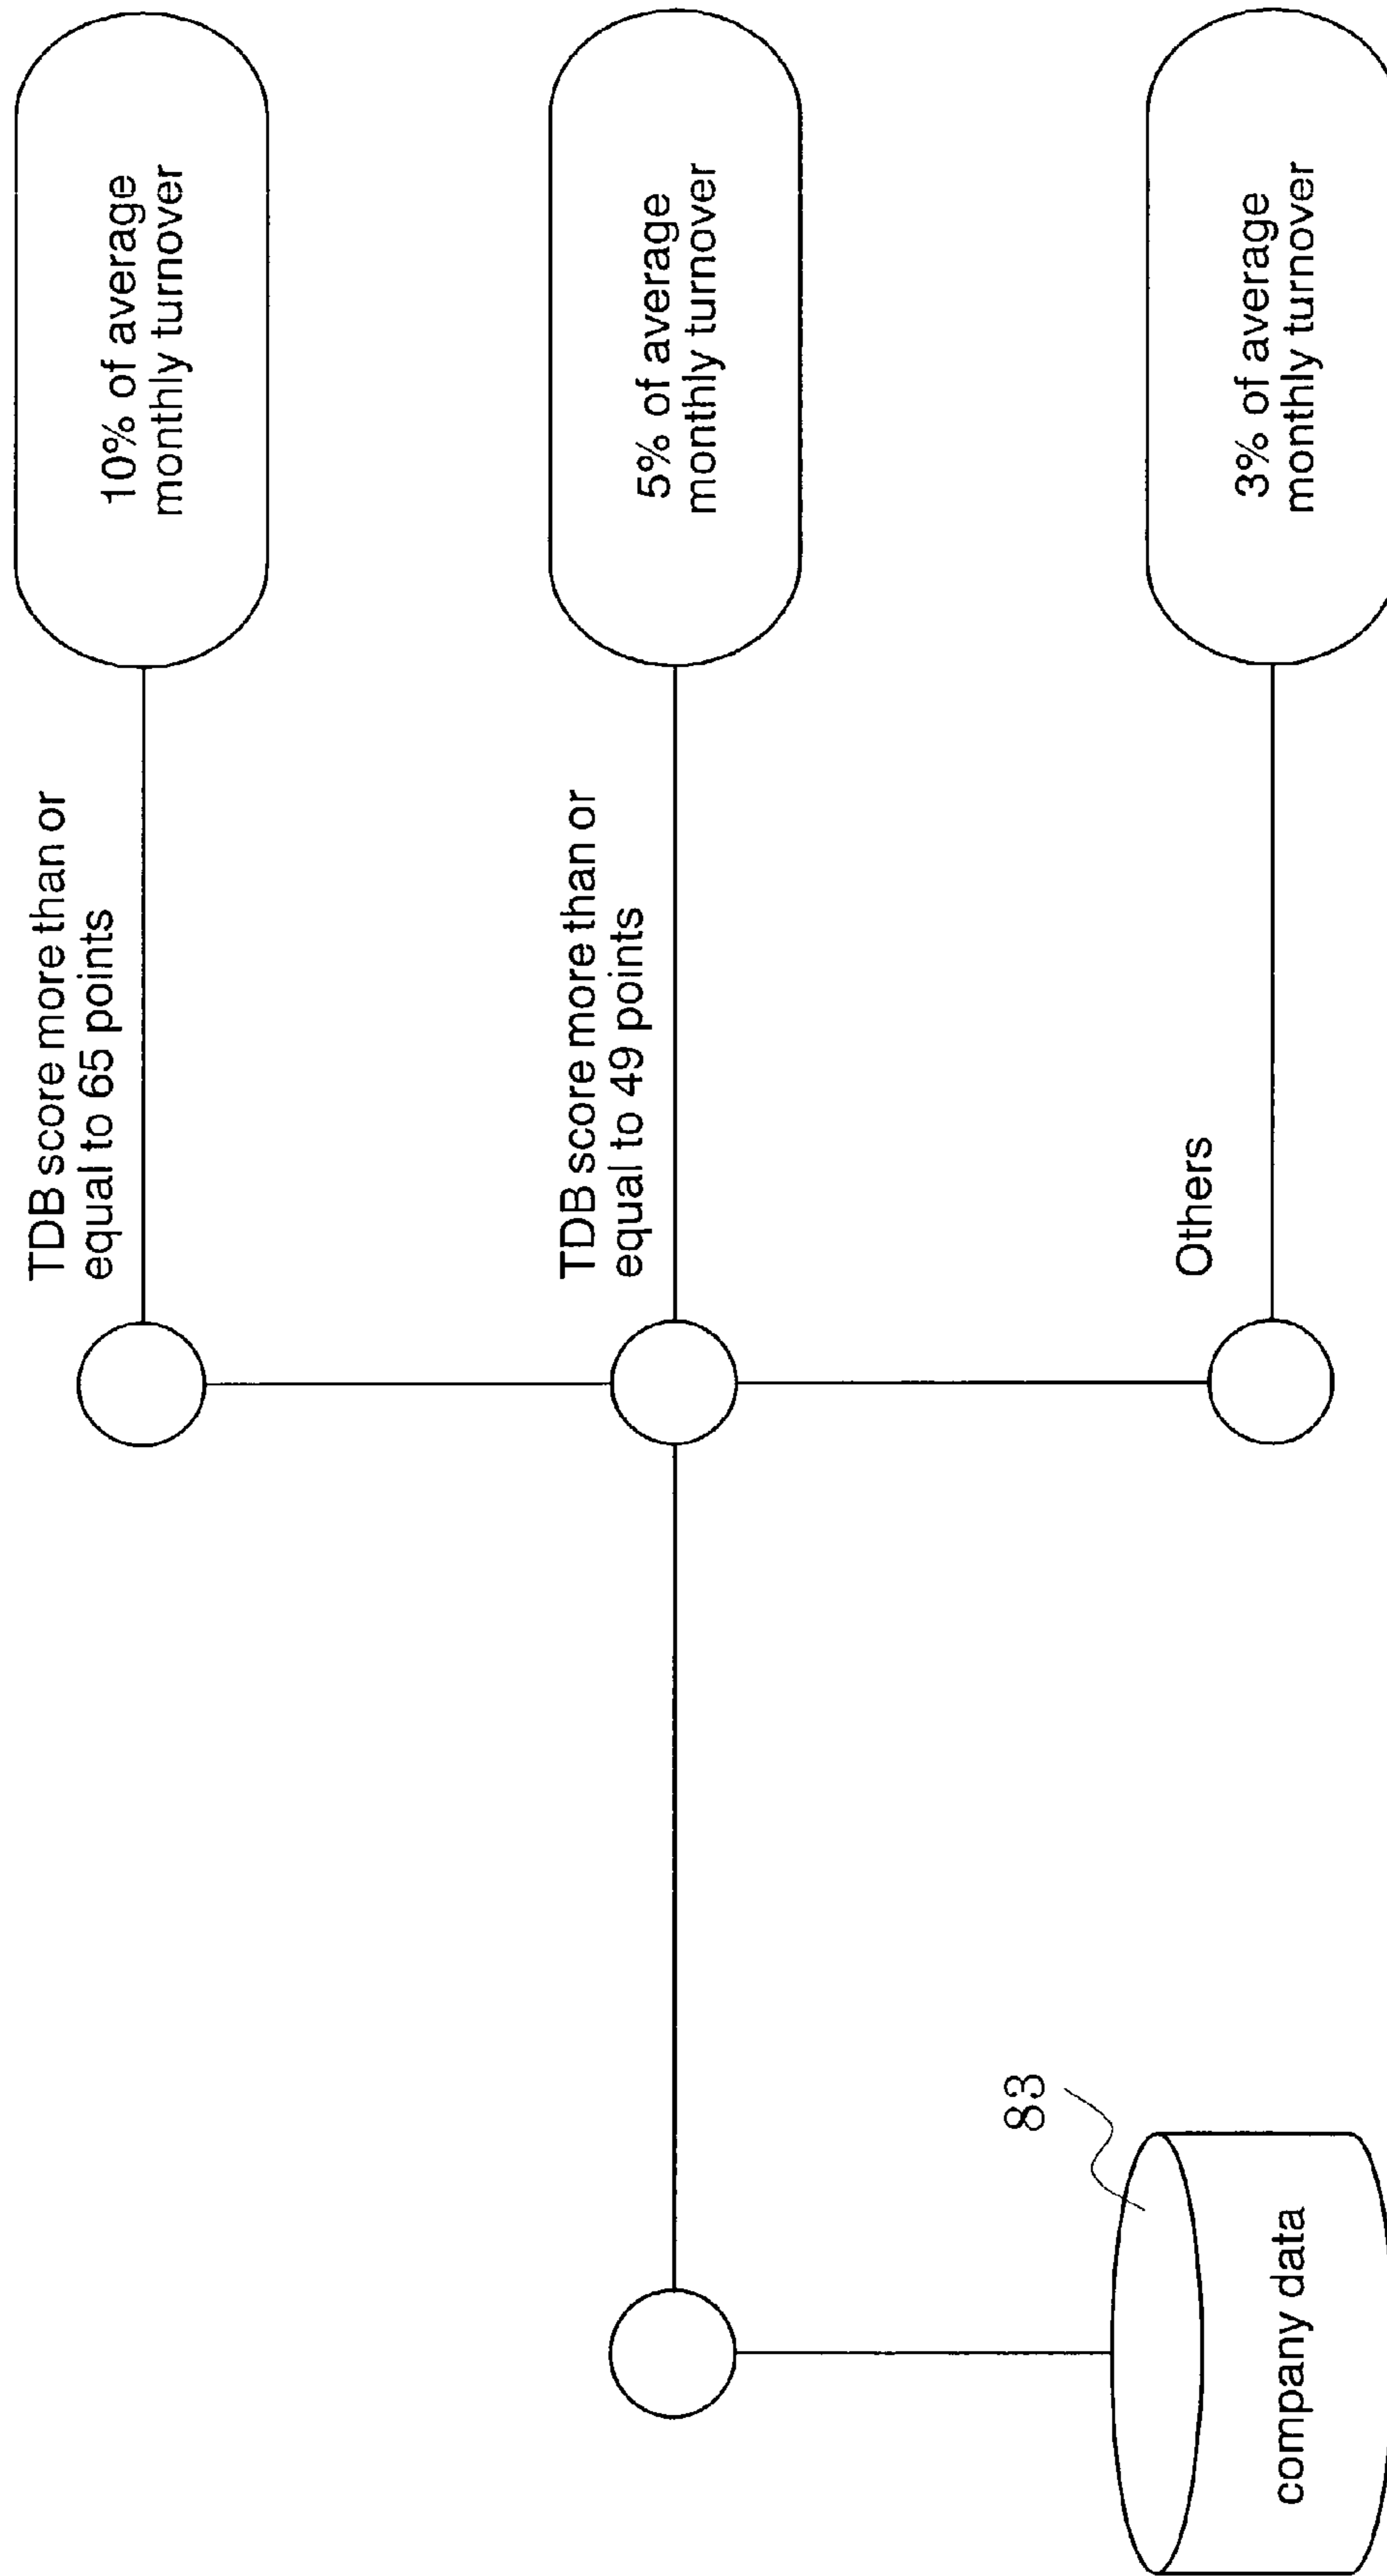 TDB score more than or
equal to 65 points
10% of average
monthly turnover
TDB score more than or
equal to 49 points
5% of average
monthly turnover
Others
3% of average
monthly turnover
83
company data